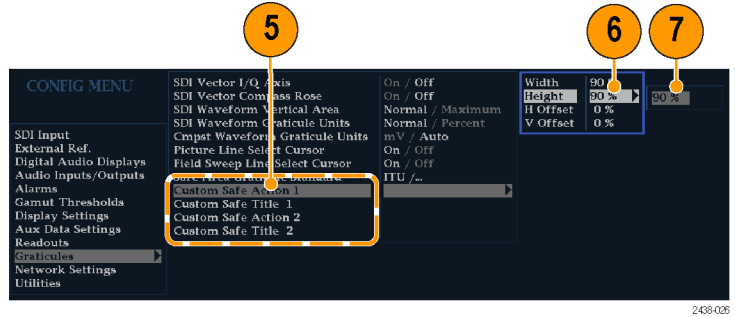 5
6
7
CONFIG MENU
SDI Input
External Ref.
Digital Audio Displays
Audio Inputs/Outputs
Alarms
Gamut Thresholds
Display Settings
Aux Data Settings
Readouts
Graticules
Network Settings
Utilities
SDI Vector I/Q Axis On / Off
SDI Vector Compass Rose On / Off
SDI Waveform Vertical Area Normal / Maximum
SDI Waveform Graticule Units Normal / Percent
Cmpst Waveform Graticule Units mV / Auto
Picture Line Select Cursor On / Off
Field Sweep Line Select Cursor On / Off
Safe Area Graticule Standard ITU /...
Custom Safe Action 1
Custom Safe Title 1
Custom Safe Action 2
Custom Safe Title 2
Width 90
Height 90 %
H Offset 0 %
V Offset 0 %
90 %
2438-026